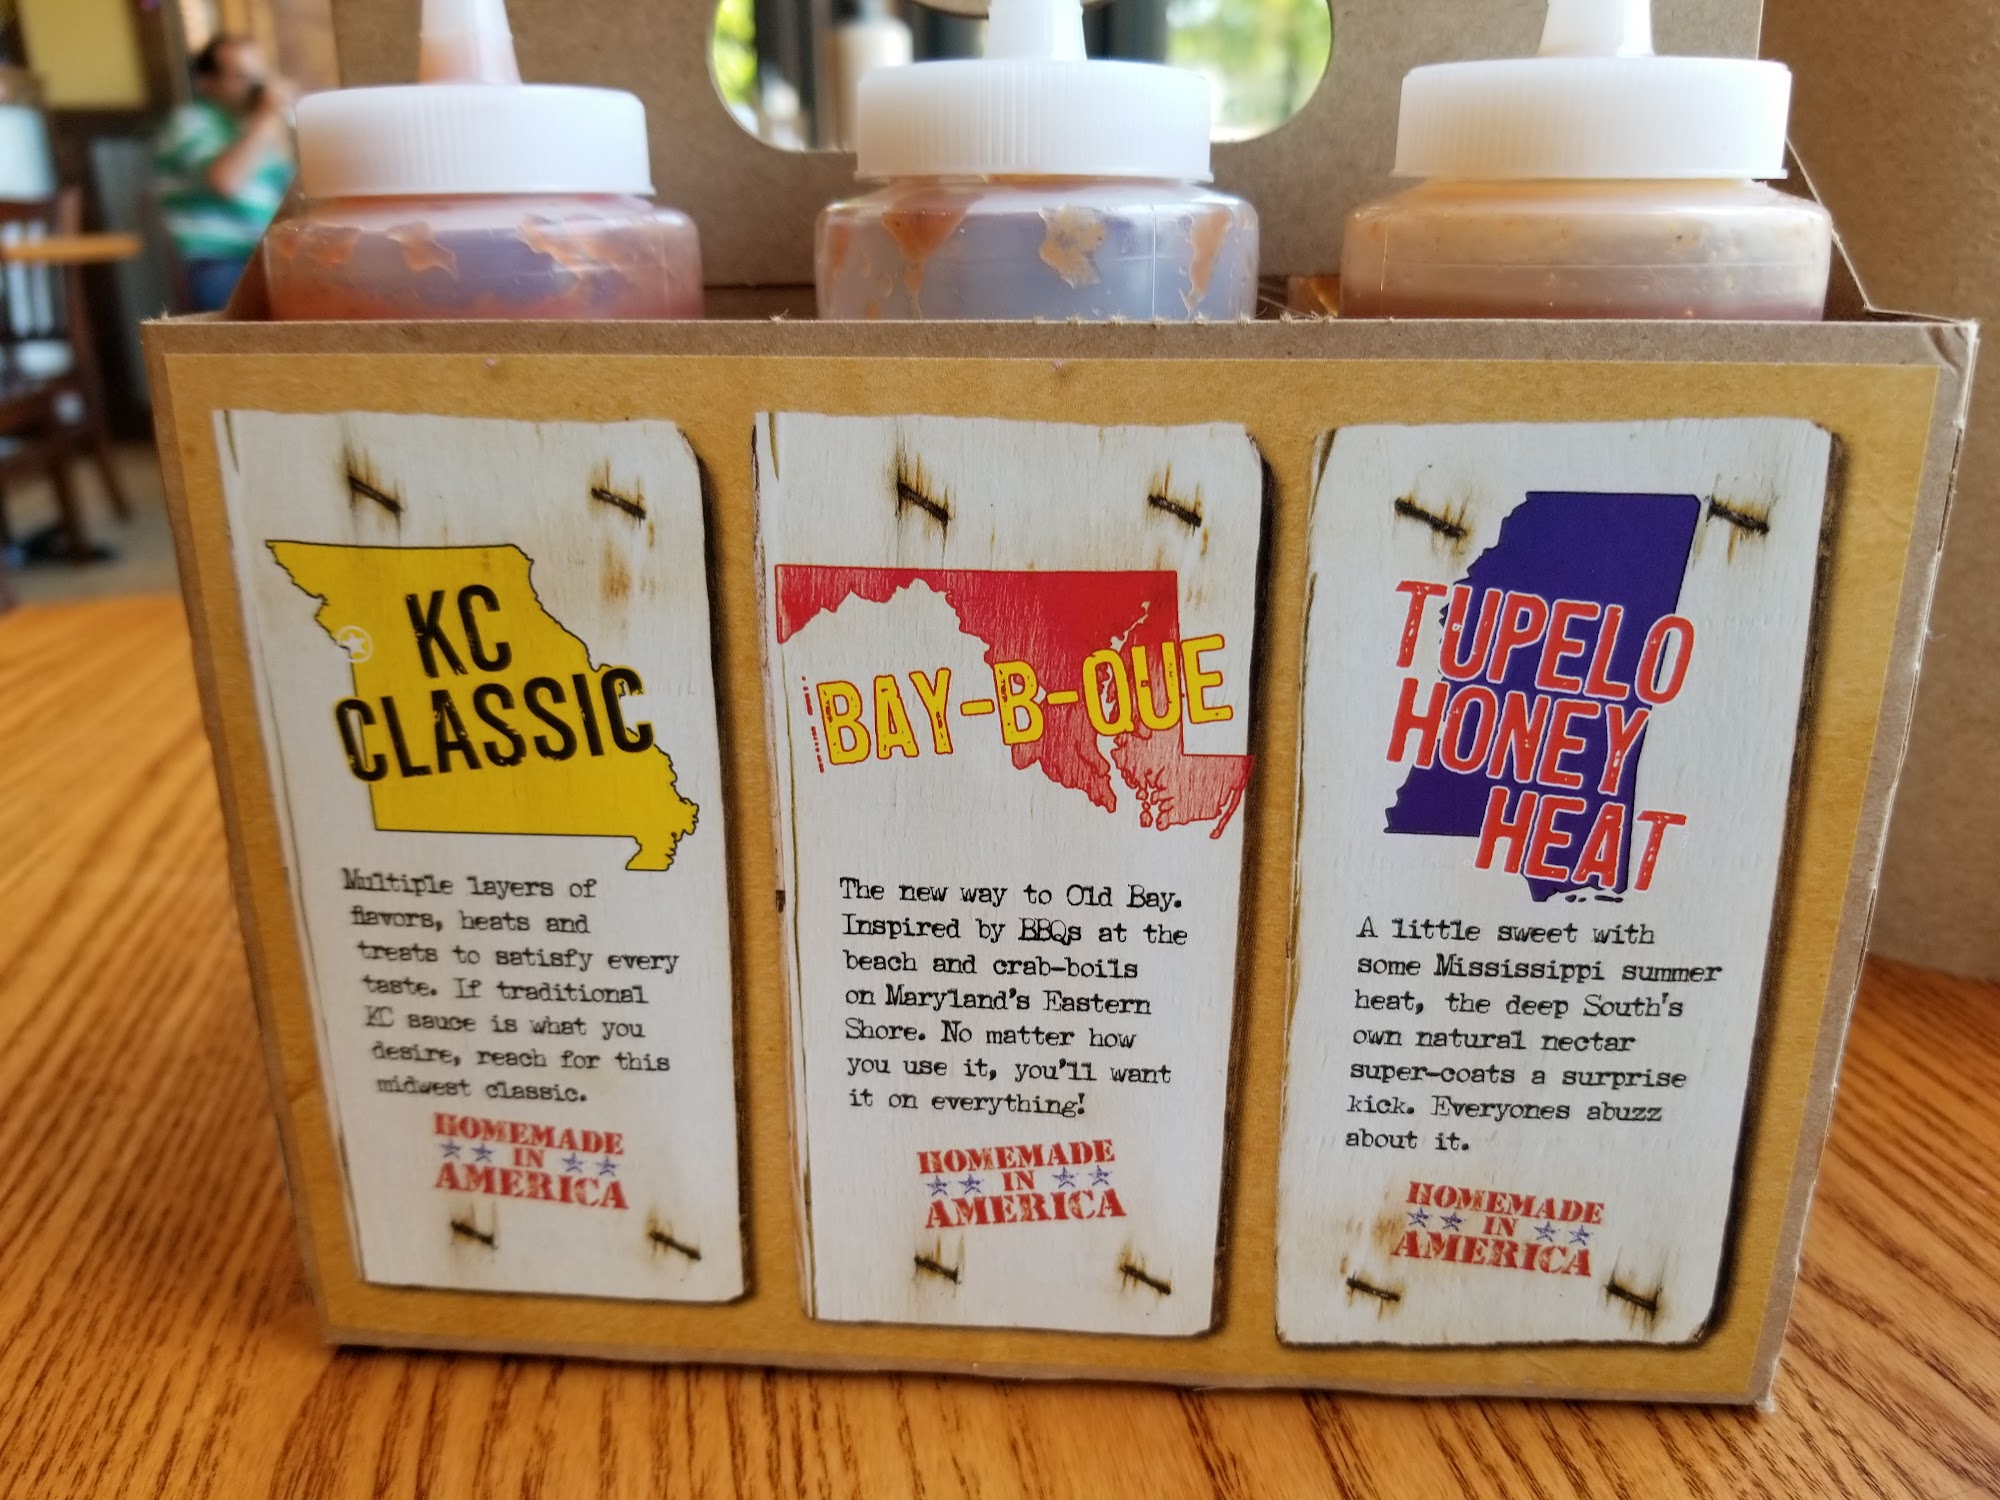 KC
CLASSIC
Multiple layers of
flavors, heats and
treats to satisfy every
taste. If traditional
KC sauce is what you
desire, reach for this
midwest classic.
HOMEMADE
IN
AMERICA
BAY-B-QUE
The new way to Old Bay.
Inspired by BBQs at the
beach and crab-boils
on Maryland's Eastern
Shore. No matter how
you use it, you'll want
it on everything!
HOMEMADE
IN
AMERICA
TUPELO
HONEY
HEAT
A little sweet with
some Mississippi summer
heat, the deep South's
own natural nectar
super-coats a surprise
kick. Everyones abuzz
about it.
HOMEMADE
IN
AMERICA